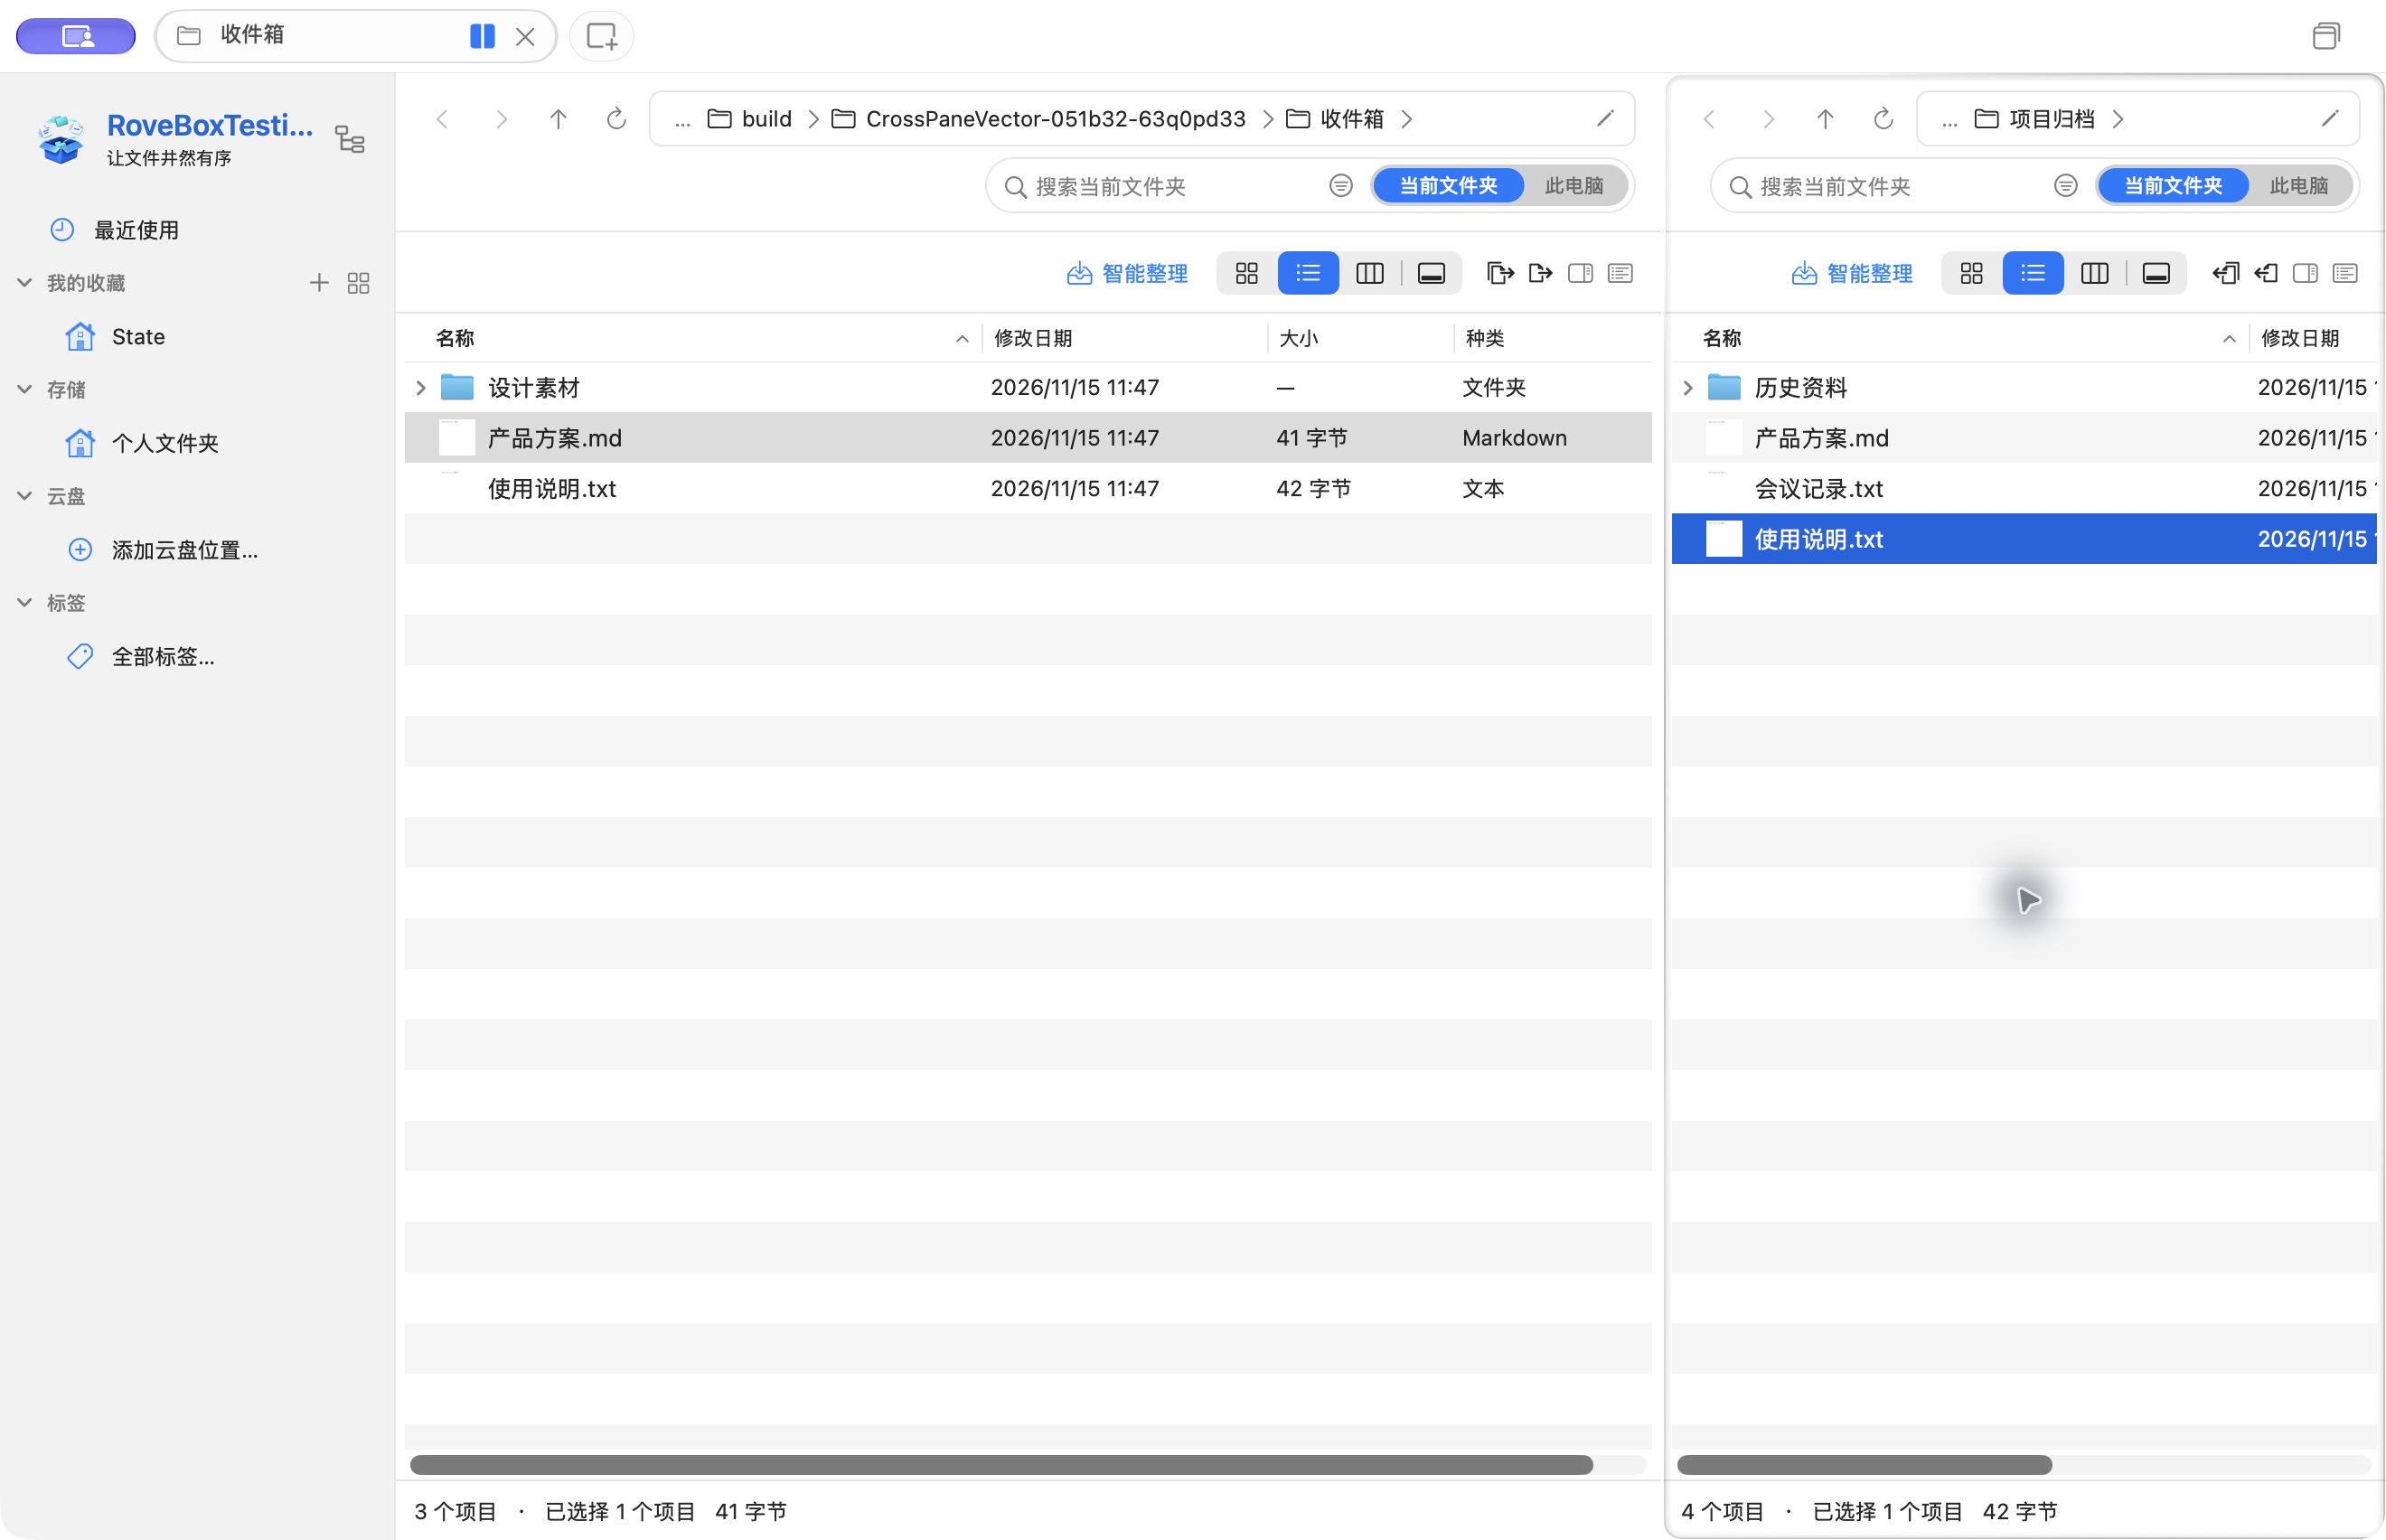 收件箱
RoveBoxTesti...
让文件井然有序
最近使用
我的收藏
State
存储
个人文件夹
云盘
添加云盘位置...
标签
全部标签...
... build CrossPaneVector-051b32-63q0pd33 收件箱
搜索当前文件夹 当前文件夹 此电脑
智能整理
名称 修改日期 大小 种类
设计素材 2026/11/15 11:47 — 文件夹
产品方案.md 2026/11/15 11:47 41 字节 Markdown
使用说明.txt 2026/11/15 11:47 42 字节 文本
3 个项目 · 已选择 1 个项目 41 字节
... 项目归档
搜索当前文件夹 当前文件夹 此电脑
智能整理
名称 修改日期
历史资料 2026/11/15
产品方案.md 2026/11/15
会议记录.txt 2026/11/15
使用说明.txt 2026/11/15
4 个项目 · 已选择 1 个项目 42 字节